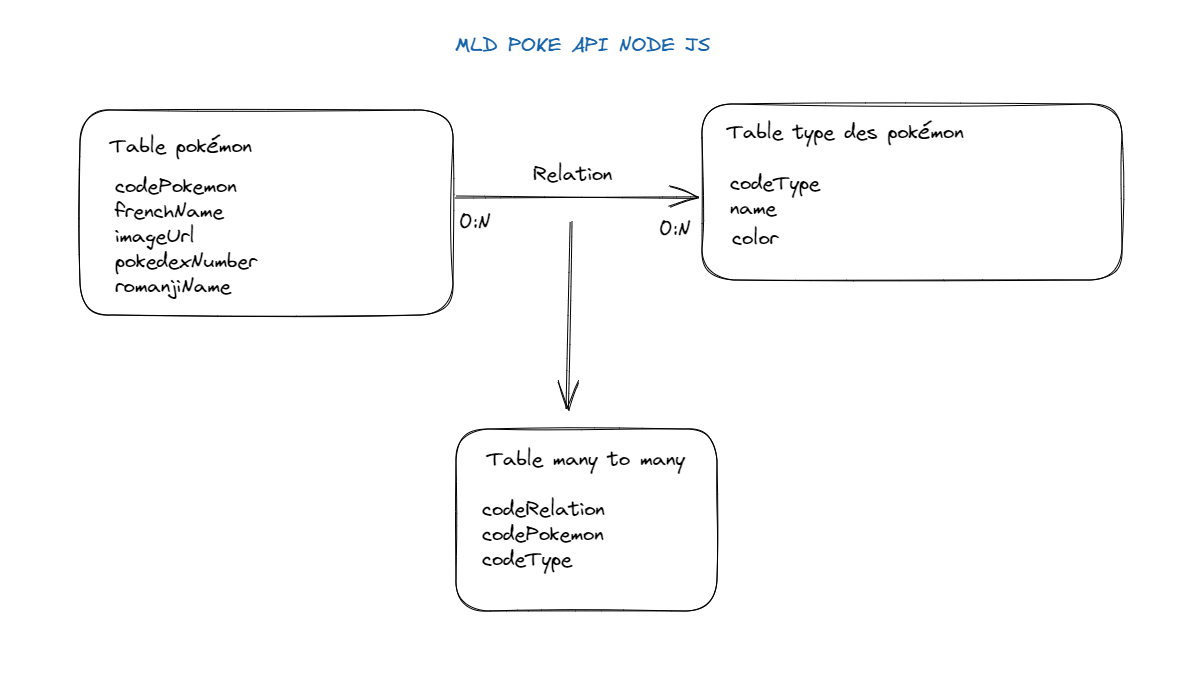 MLD POKE API NODE JS
Table pokémon
codePokemon
frenchName
imageUrl
pokedexNumber
romanjiName
Relation
0:N
0:N
Table type des pokémon
codeType
name
color
Table many to many
codeRelation
codePokemon
codeType